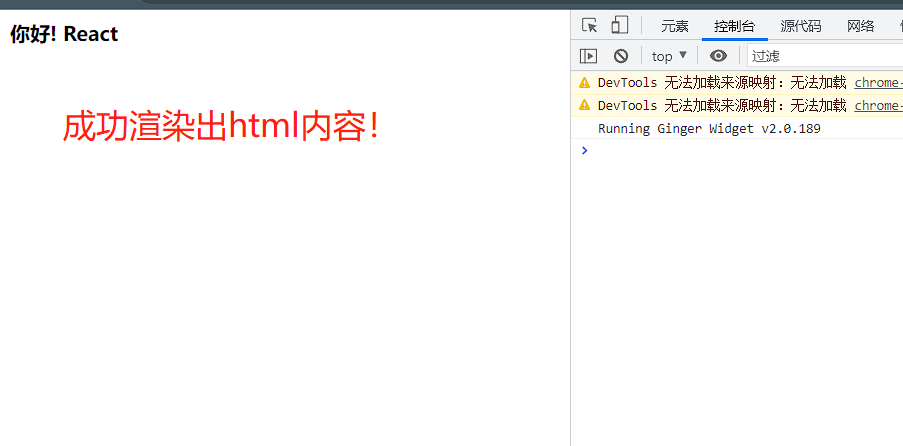 你好! React
成功渲染出html内容!
元素 控制台 源代码 网络
top 过滤
DevTools 无法加载来源映射：无法加载 chrome-
DevTools 无法加载来源映射：无法加载 chrome-
Running Ginger Widget v2.0.189